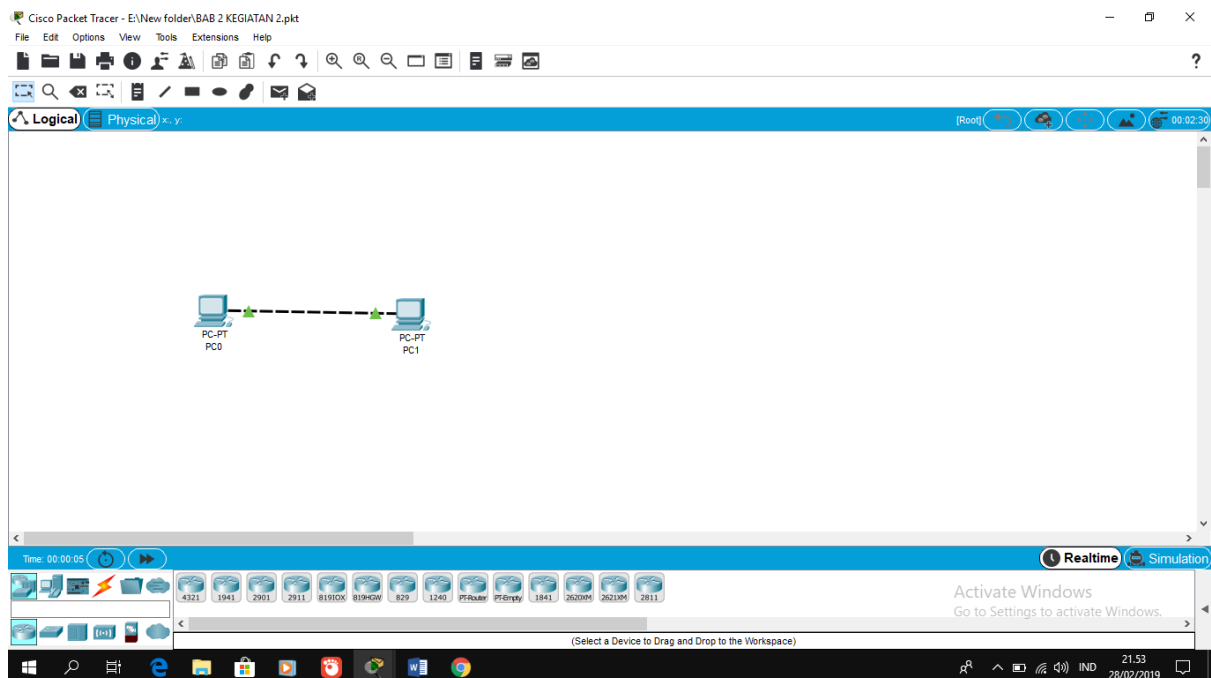 Cisco Packet Tracer - E:\New folder\BAB 2 KEGIATAN 2.pkt
File Edit Options View Tools Extensions Help
?
Logical Physical x:, y: [Root] 00:02:30
PC-PT
PC0
PC-PT
PC1
Time: 00:00:05 Realtime Simulation
4321 1941 2901 2911 819IOX 819HGW 829 1240 PT-Router PT-Empty 1841 2620XM 2621XM 2811
Activate Windows
Go to Settings to activate Windows.
(Select a Device to Drag and Drop to the Workspace)
IND 21.53
28/02/2019